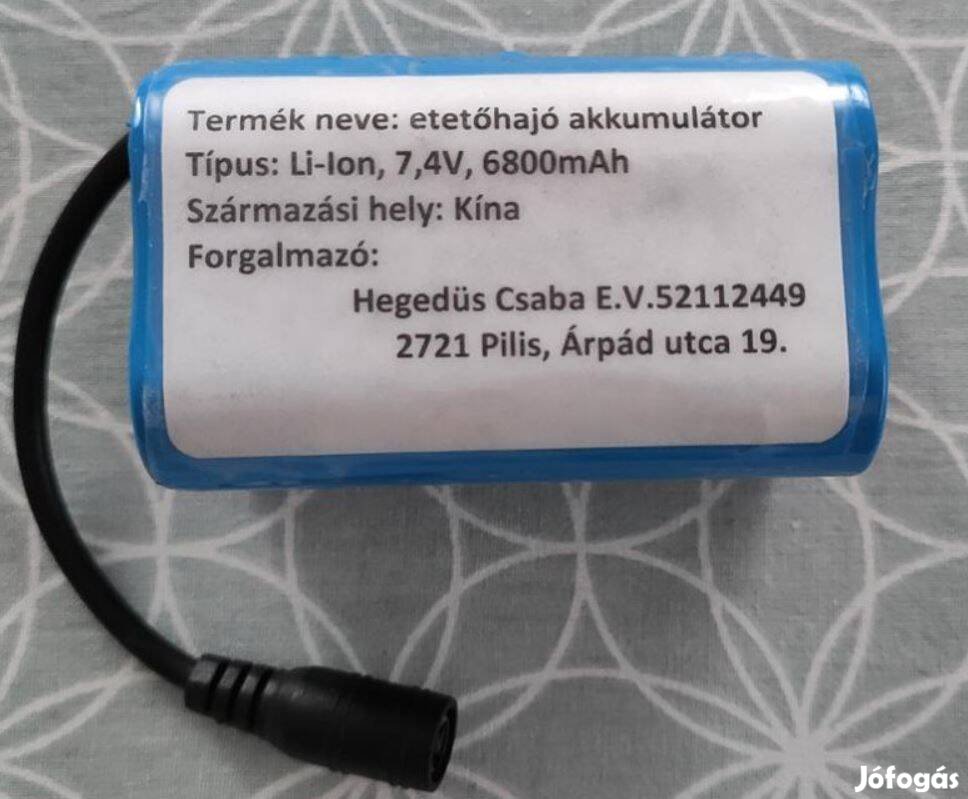 Termék neve: etetőhajó akkumulátor
Típus: Li-Ion, 7,4V, 6800mAh
Származási hely: Kína
Forgalmazó:
Hegedüs Csaba E.V.52112449
2721 Pilis, Árpád utca 19.
Jófogás